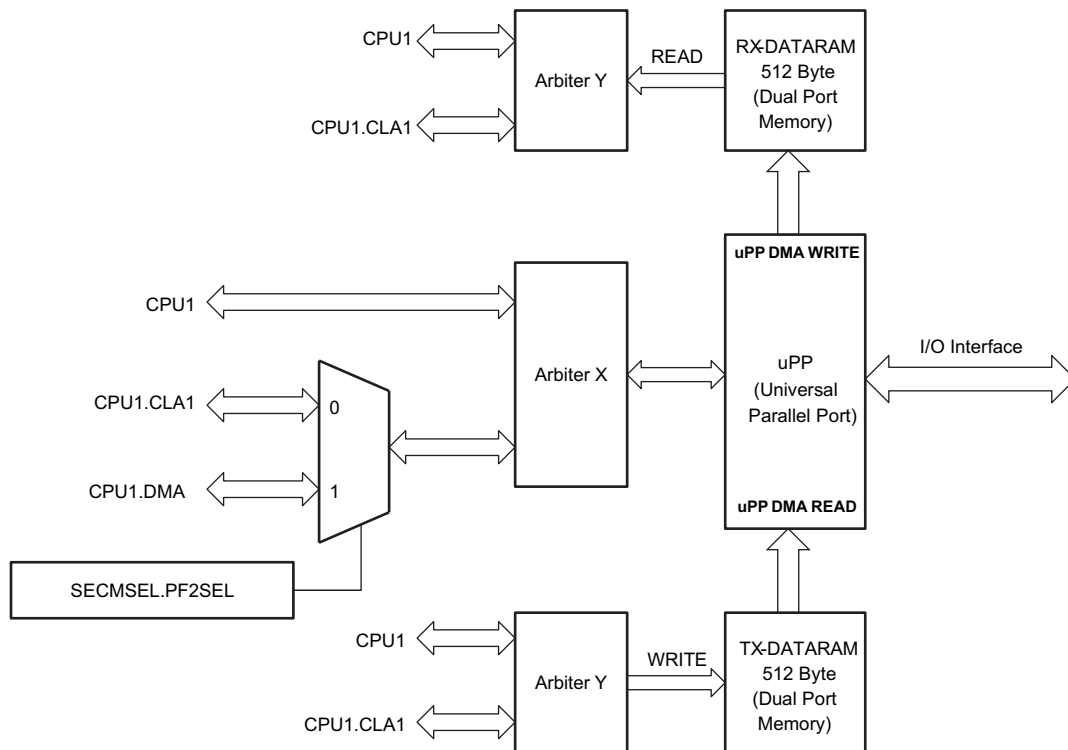 CPU1
CPU1.CLA1
Arbiter Y
READ
RX-DATARAM
512 Byte
(Dual Port
Memory)
uPP DMA WRITE
CPU1
CPU1.CLA1
0
CPU1.DMA
1
SECMSEL.PF2SEL
Arbiter X
uPP
(Universal
Parallel Port)
I/O Interface
uPP DMA READ
CPU1
CPU1.CLA1
Arbiter Y
WRITE
TX-DATARAM
512 Byte
(Dual Port
Memory)